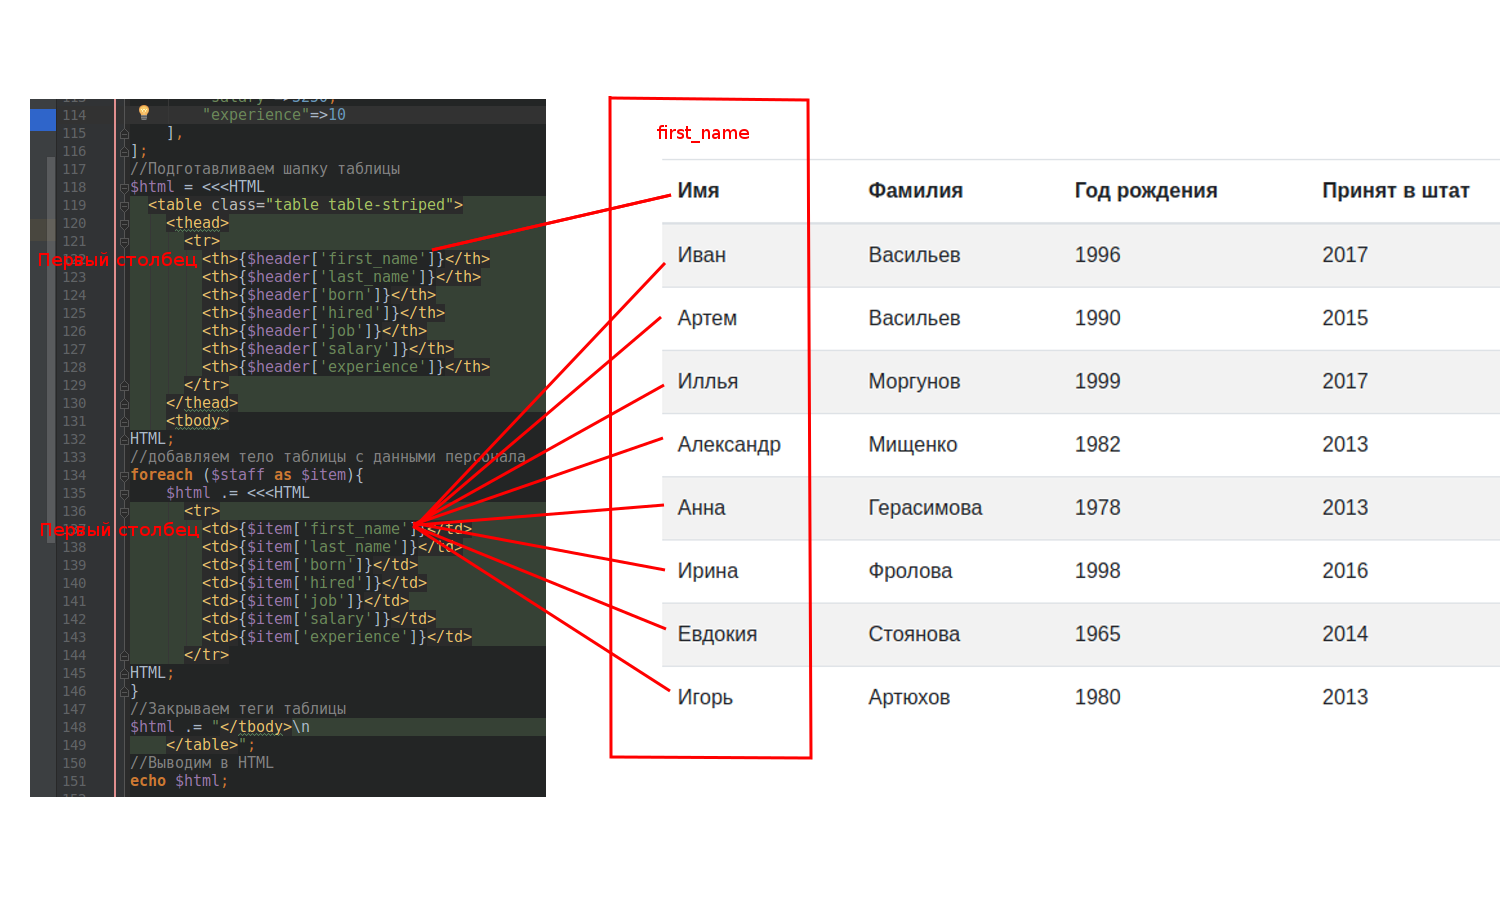 114 "experience"=>10
115 ],
116 ];
117 //Подготавливаем шапку таблицы
118 $html = <<<HTML
119 <table class="table table-striped">
120 <thead>
121 <tr>
Первый столбец
<th>{$header['first_name']}</th>
123 <th>{$header['last_name']}</th>
124 <th>{$header['born']}</th>
125 <th>{$header['hired']}</th>
126 <th>{$header['job']}</th>
127 <th>{$header['salary']}</th>
128 <th>{$header['experience']}</th>
129 </tr>
130 </thead>
131 <tbody>
132 HTML;
133 //добавляем тело таблицы с данными персонала
134 foreach ($staff as $item){
135 $html .= <<<HTML
136 <tr>
Первый столбец
<td>{$item['first_name']}</td>
138 <td>{$item['last_name']}</td>
139 <td>{$item['born']}</td>
140 <td>{$item['hired']}</td>
141 <td>{$item['job']}</td>
142 <td>{$item['salary']}</td>
143 <td>{$item['experience']}</td>
144 </tr>
145 HTML;
146 }
147 //Закрываем теги таблицы
148 $html .= "</tbody>\n
149 </table>";
150 //Выводим в HTML
151 echo $html;
first_name
Имя Фамилия Год рождения Принят в штат
Иван Васильев 1996 2017
Артем Васильев 1990 2015
Иллья Моргунов 1999 2017
Александр Мищенко 1982 2013
Анна Герасимова 1978 2013
Ирина Фролова 1998 2016
Евдокия Стоянова 1965 2014
Игорь Артюхов 1980 2013